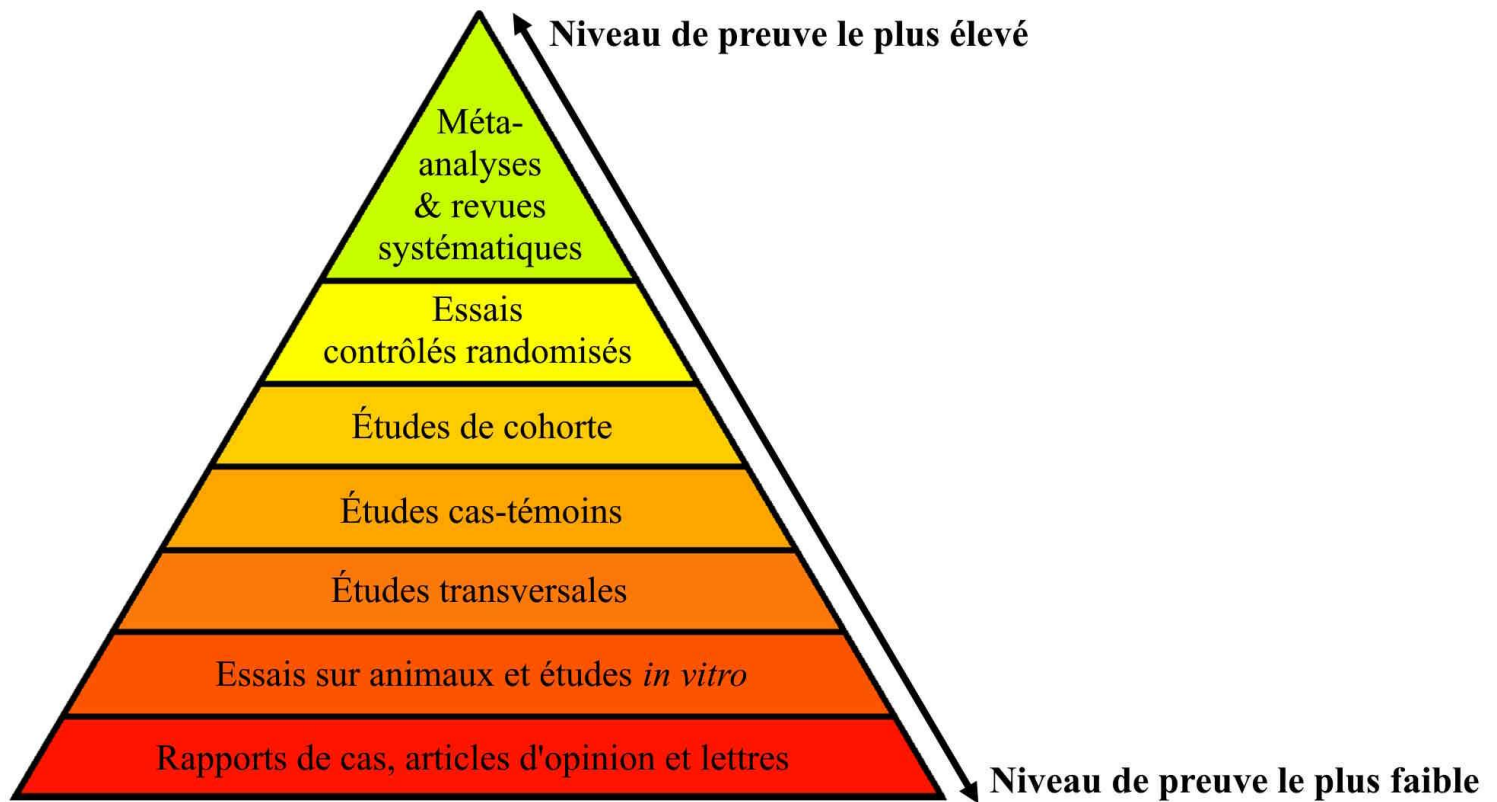 Niveau de preuve le plus élevé
Méta-
analyses
& revues
systématiques
Essais
contrôlés randomisés
Études de cohorte
Études cas-témoins
Études transversales
Essais sur animaux et études in vitro
Rapports de cas, articles d'opinion et lettres
Niveau de preuve le plus faible